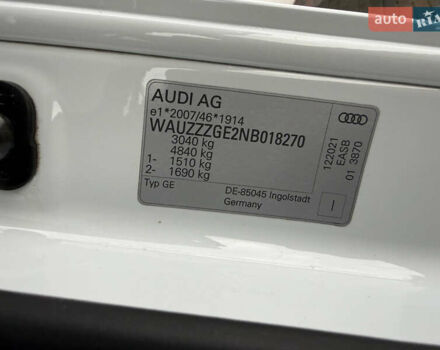 auto RIA
AUDI AG
e1*2007/46*1914
WAUZZZGE2NB018270
3040 kg
4840 kg
1- 1510 kg
2- 1690 kg
Typ GE
DE-85045 Ingolstadt
Germany
122021
EASB
01 3870
I